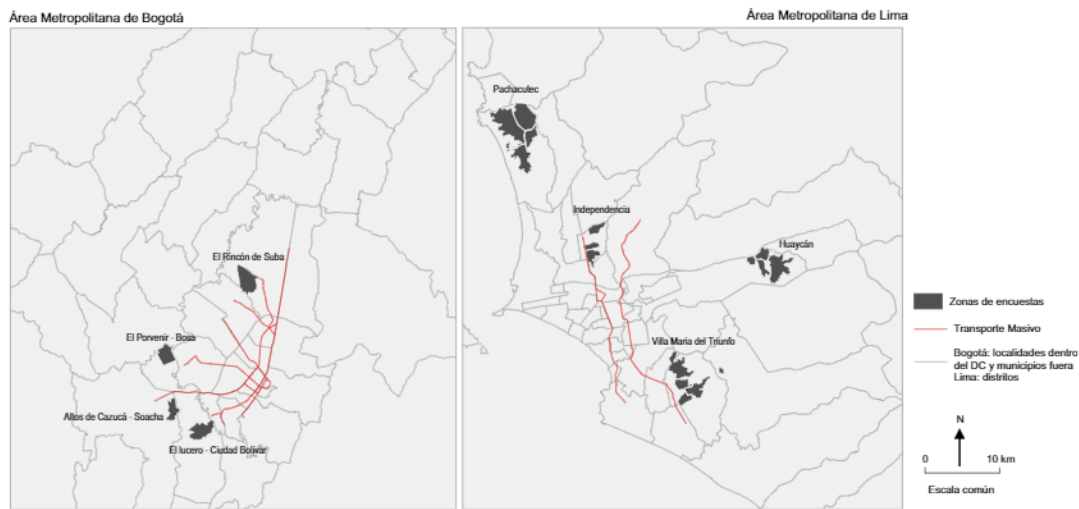 Área Metropolitana de Bogotá
Área Metropolitana de Lima
El Rincón de Suba
El Porvenir - Bosa
Altos de Cazucá - Soacha
El lucero - Ciudad Bolívar
Pachacutec
Independencia
Huaycán
Villa Maria del Triunfo
Zonas de encuestas
Transporte Masivo
Bogotá: localidades dentro
del DC y municipios fuera
Lima: distritos
N
0 10 km
Escala común